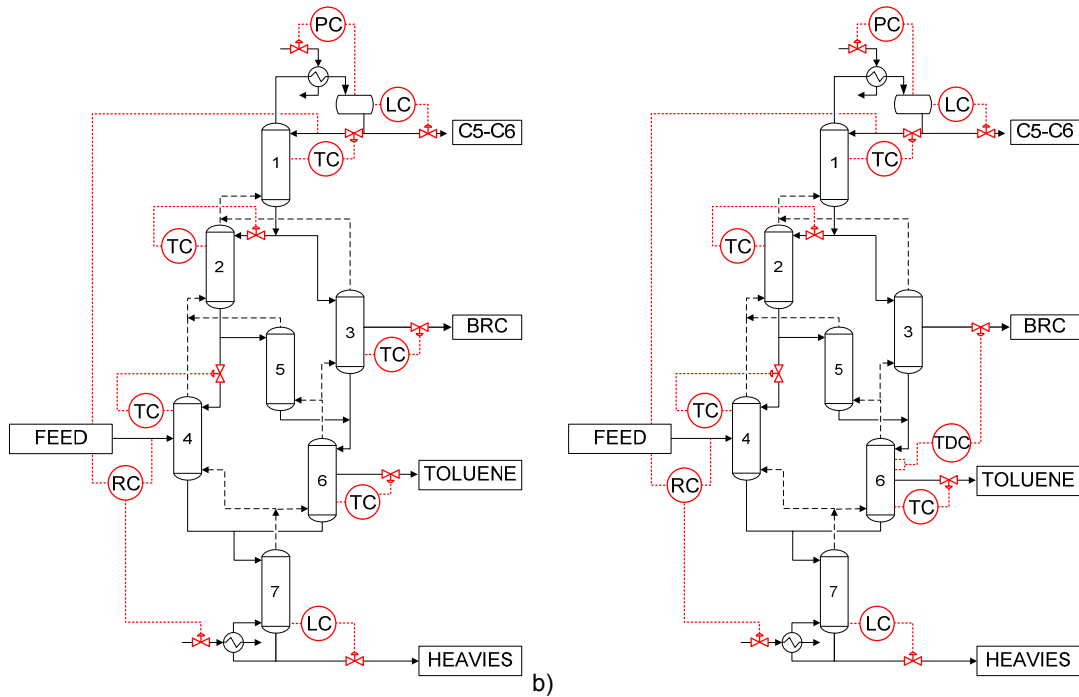 PC
LC
C5-C6
1
TC
TC
2
3
BRC
TC
5
TC
4
FEED
RC
6
TOLUENE
TC
7
LC
HEAVIES
b)
PC
LC
C5-C6
1
TC
TC
2
3
BRC
5
TC
4
FEED
TDC
RC
6
TOLUENE
TC
7
LC
HEAVIES